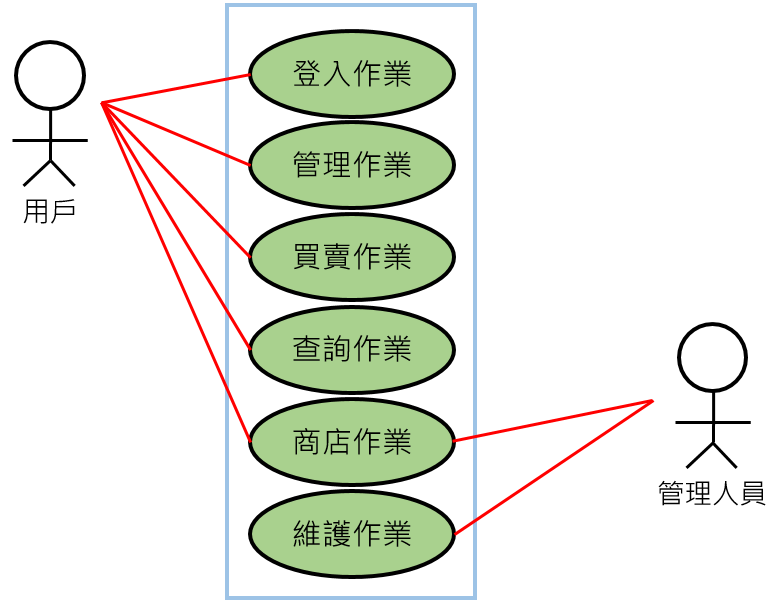 登入作業
管理作業
用戶
買賣作業
查詢作業
商店作業
管理人員
維護作業